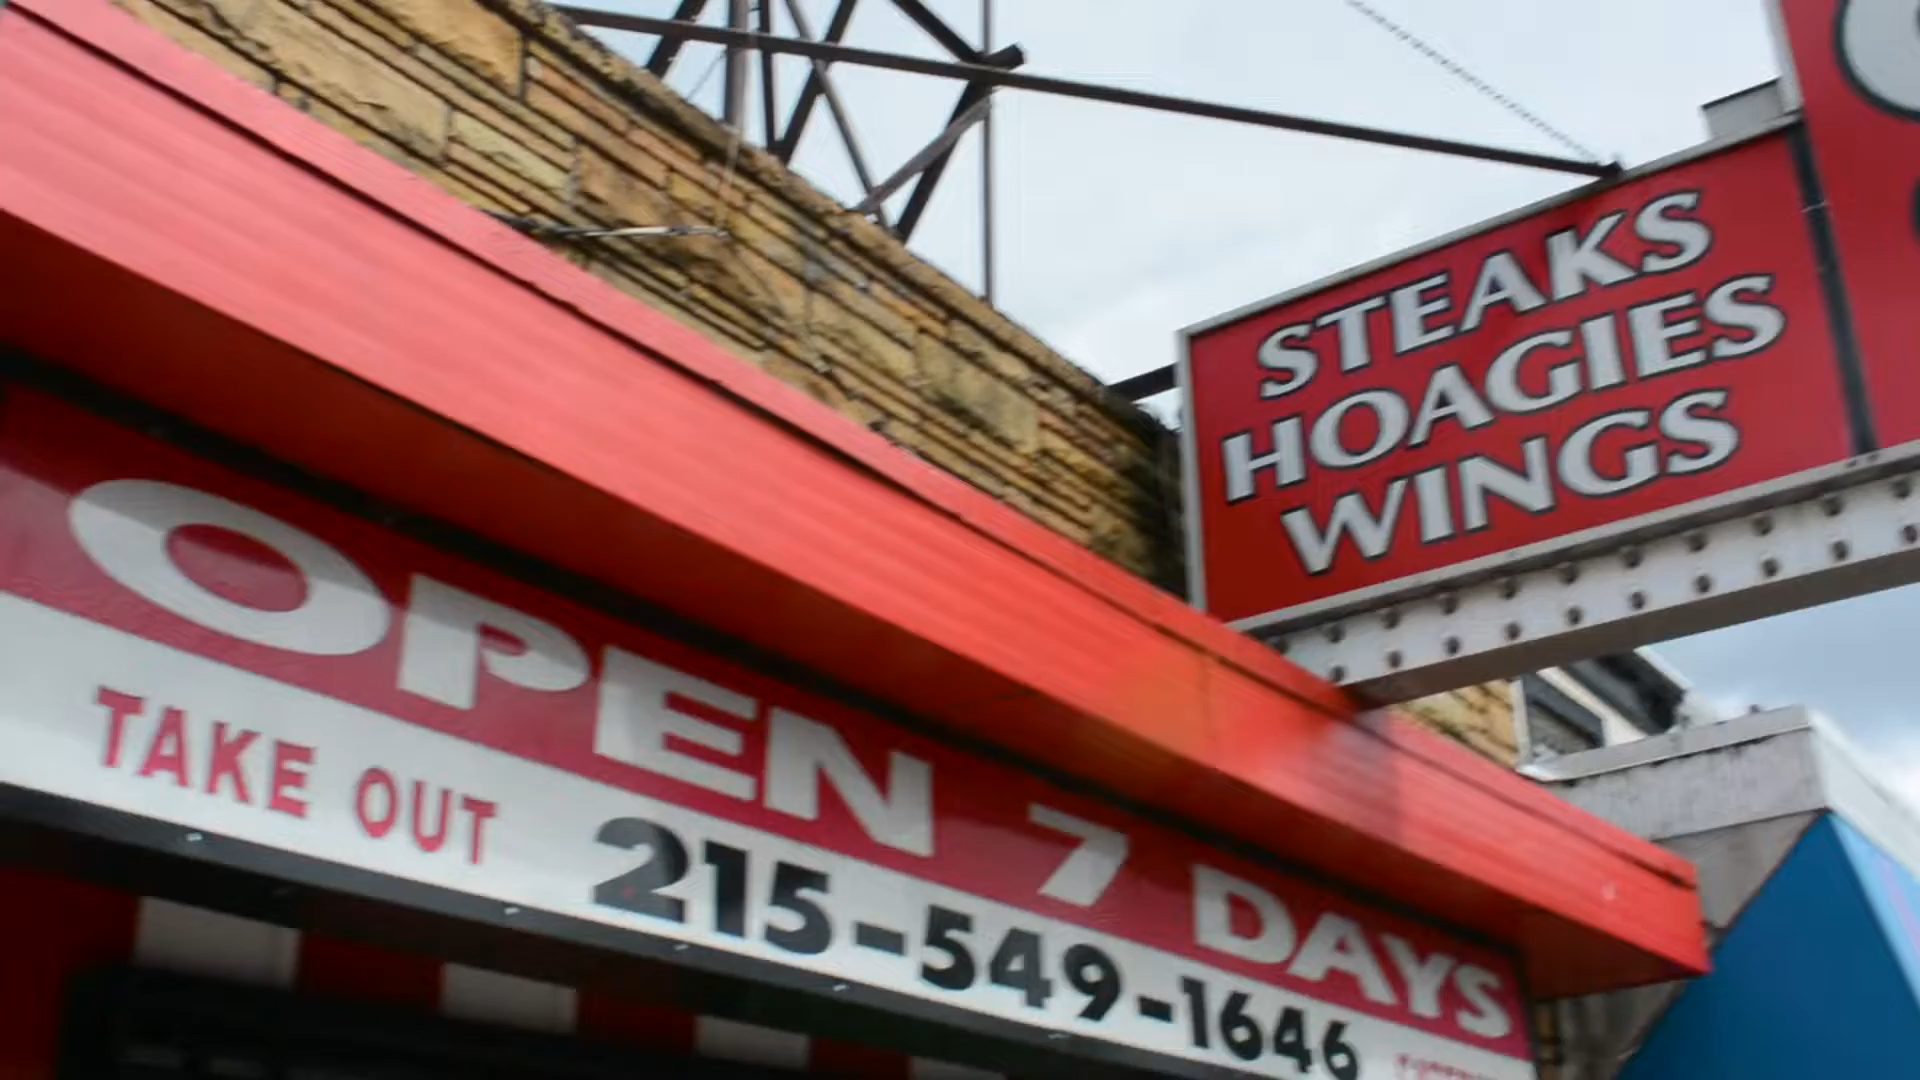 STEAKS
HOAGIES
WINGS
OPEN 7 DAYS
TAKE OUT 215-549-1646